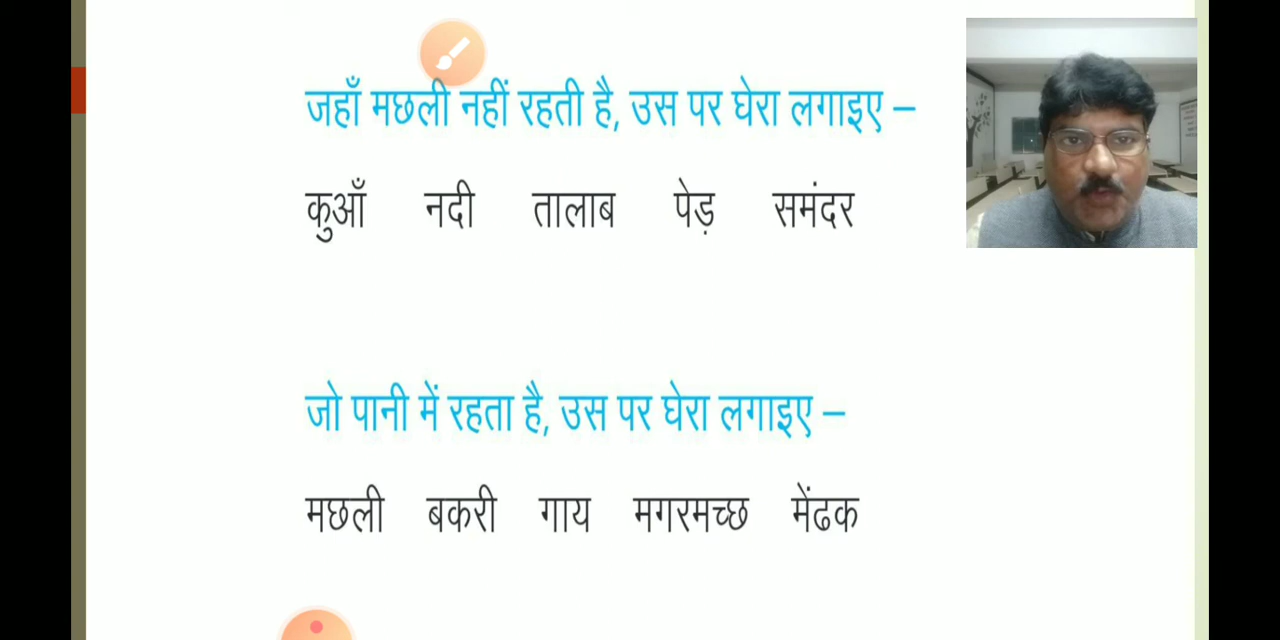 जहाँ मछली नहीं रहती है, उस पर घेरा लगाइए –
कुआँ नदी तालाब पेड़ समंदर
जो पानी में रहता है, उस पर घेरा लगाइए –
मछली बकरी गाय मगरमच्छ मेंढक